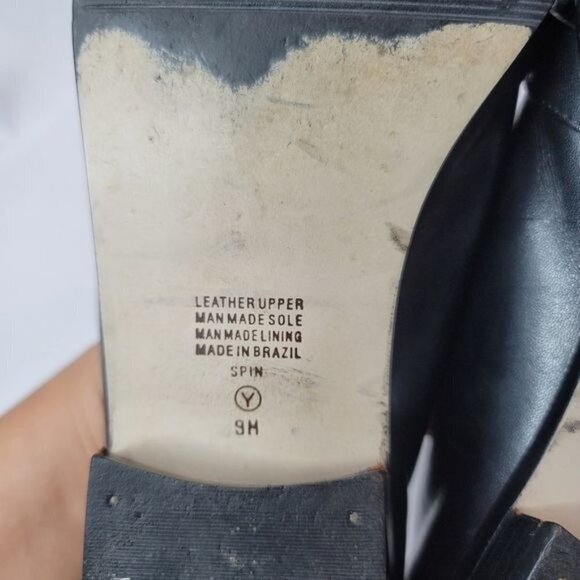 LEATHER UPPER
MAN MADE SOLE
MAN MADE LINING
MADE IN BRAZIL
SPIN
Y
9M